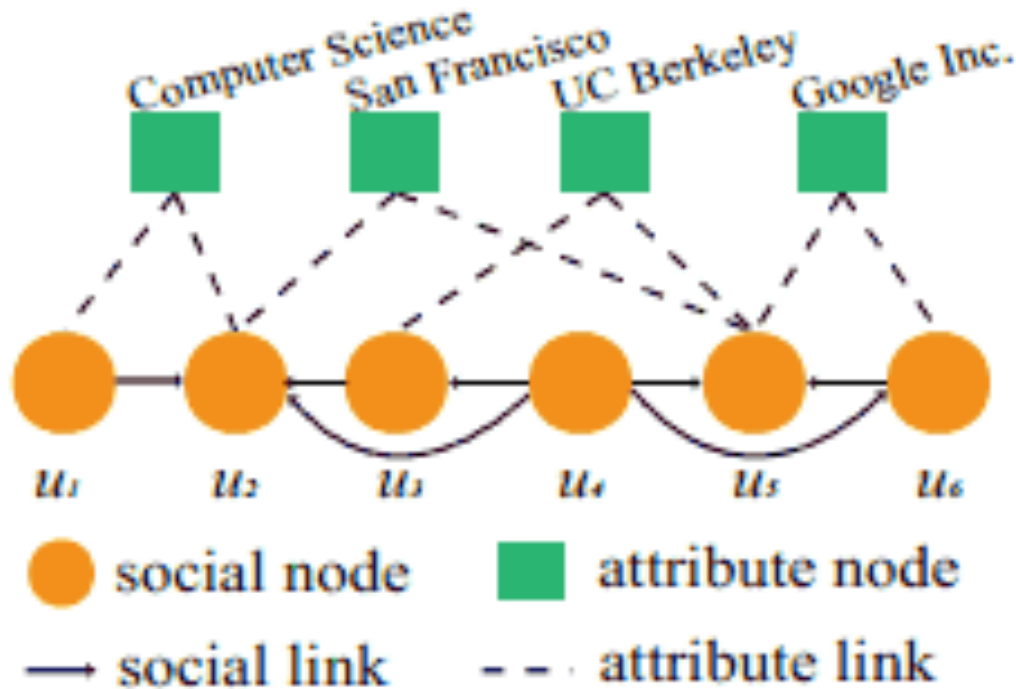 Computer Science
San Francisco
UC Berkeley
Google Inc.
u1 u2 u3 u4 u5 u6
social node
attribute node
social link
attribute link